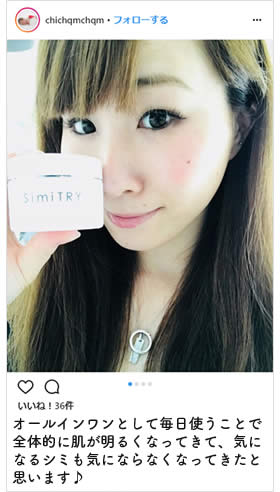 chichqmchqm • フォローする
SimiTRY
いいね！36件
オールインワンとして毎日使うことで
全体的に肌が明るくなってきて、気に
なるシミも気にならなくなってきたと
思います♪